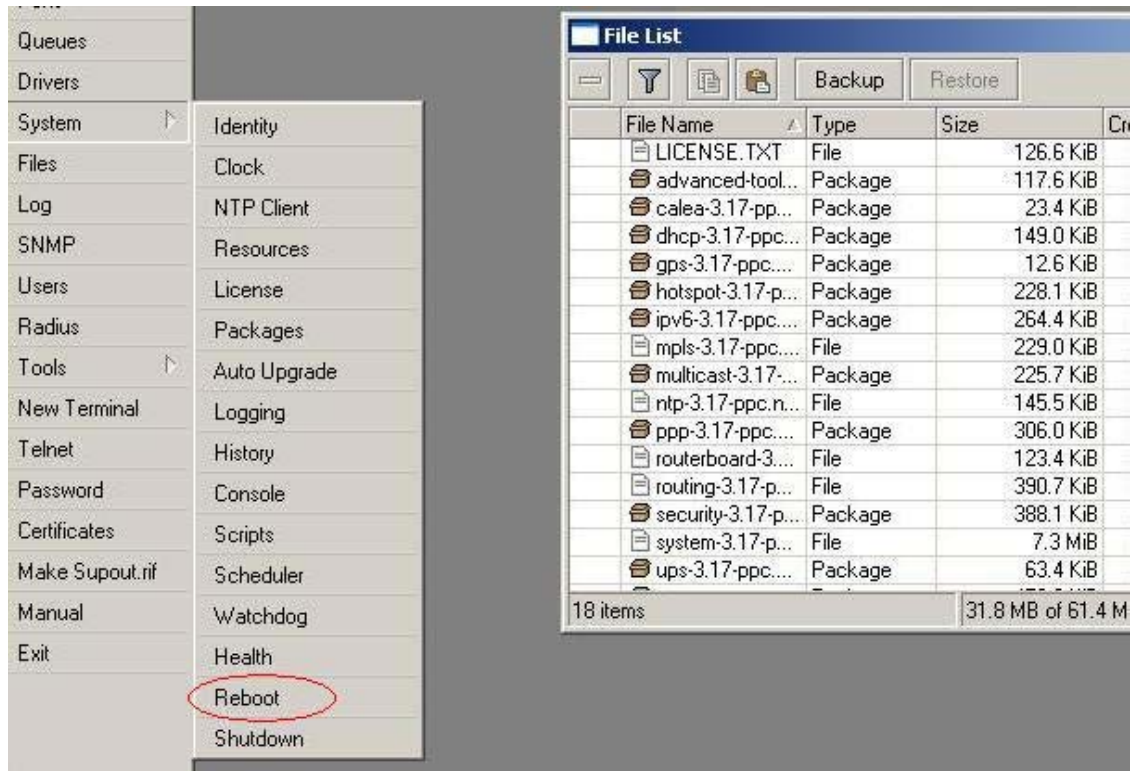 Queues
Drivers
System
Files
Log
SNMP
Users
Radius
Tools
New Terminal
Telnet
Password
Certificates
Make Supout.rif
Manual
Exit
Identity
Clock
NTP Client
Resources
License
Packages
Auto Upgrade
Logging
History
Console
Scripts
Scheduler
Watchdog
Health
Reboot
Shutdown
File List
Backup Restore
File Name Type Size Cr
LICENSE.TXT File 126.6 KiB
advanced-tool... Package 117.6 KiB
calea-3.17-pp... Package 23.4 KiB
dhcp-3.17-ppc... Package 149.0 KiB
gps-3.17-ppc.... Package 12.6 KiB
hotspot-3.17-p... Package 228.1 KiB
ipv6-3.17-ppc.... Package 264.4 KiB
mpls-3.17-ppc.... File 229.0 KiB
multicast-3.17-... Package 225.7 KiB
ntp-3.17-ppc.n... File 145.5 KiB
ppp-3.17-ppc.... Package 306.0 KiB
routerboard-3.... File 123.4 KiB
routing-3.17-p... File 390.7 KiB
security-3.17-p... Package 388.1 KiB
system-3.17-p... File 7.3 MiB
ups-3.17-ppc.... Package 63.4 KiB
18 items 31.8 MB of 61.4 M